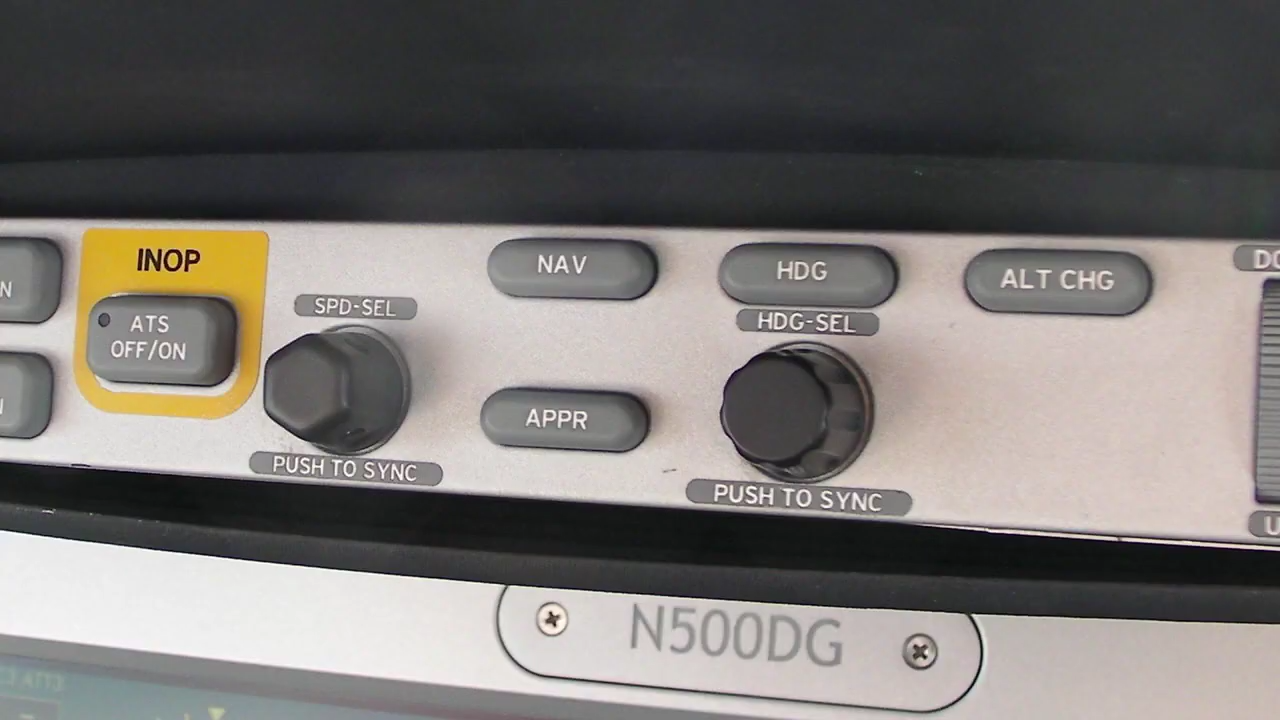 INOP
ATS
OFF/ON
SPD-SEL
PUSH TO SYNC
NAV
APPR
HDG
HDG-SEL
PUSH TO SYNC
ALT CHG
N500DG